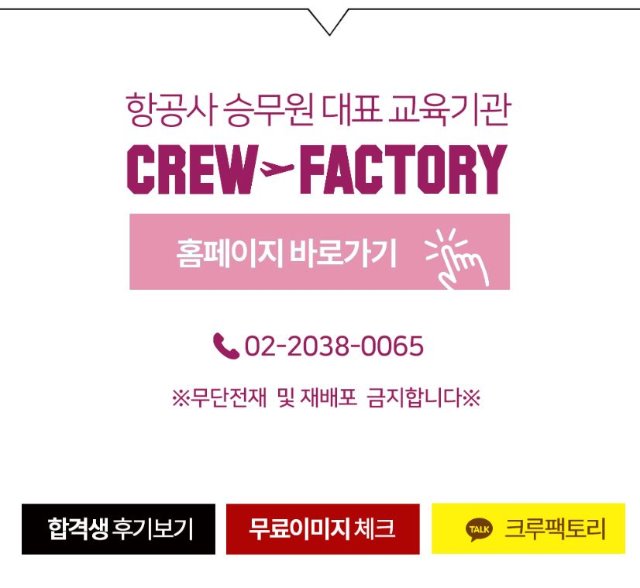 항공사 승무원 대표 교육기관
CREW FACTORY
홈페이지 바로가기
02-2038-0065
※무단전재 및 재배포 금지합니다※
합격생 후기보기
무료이미지 체크
TALK 크루팩토리